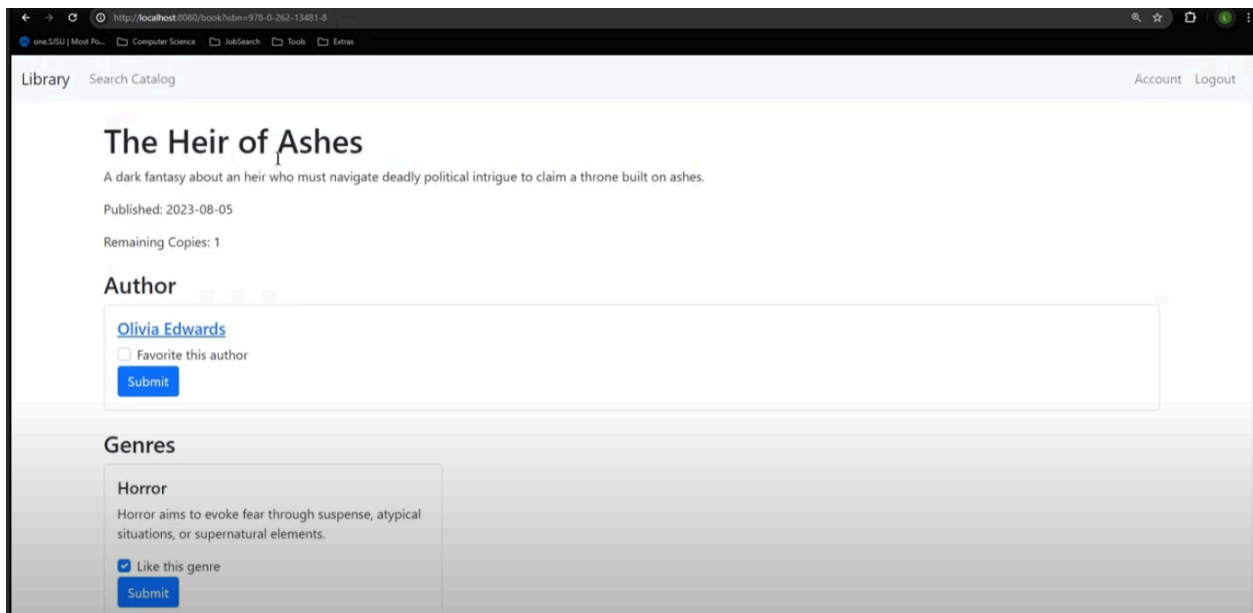 http://localhost:8080/book?isbn=978-0-262-13481-8
one.SJSU | Most Po... Computer Science JobSearch Tools Extras
Library Search Catalog Account Logout
The Heir of Ashes
A dark fantasy about an heir who must navigate deadly political intrigue to claim a throne built on ashes.
Published: 2023-08-05
Remaining Copies: 1
Author
Olivia Edwards
Favorite this author
Submit
Genres
Horror
Horror aims to evoke fear through suspense, atypical
situations, or supernatural elements.
Like this genre
Submit